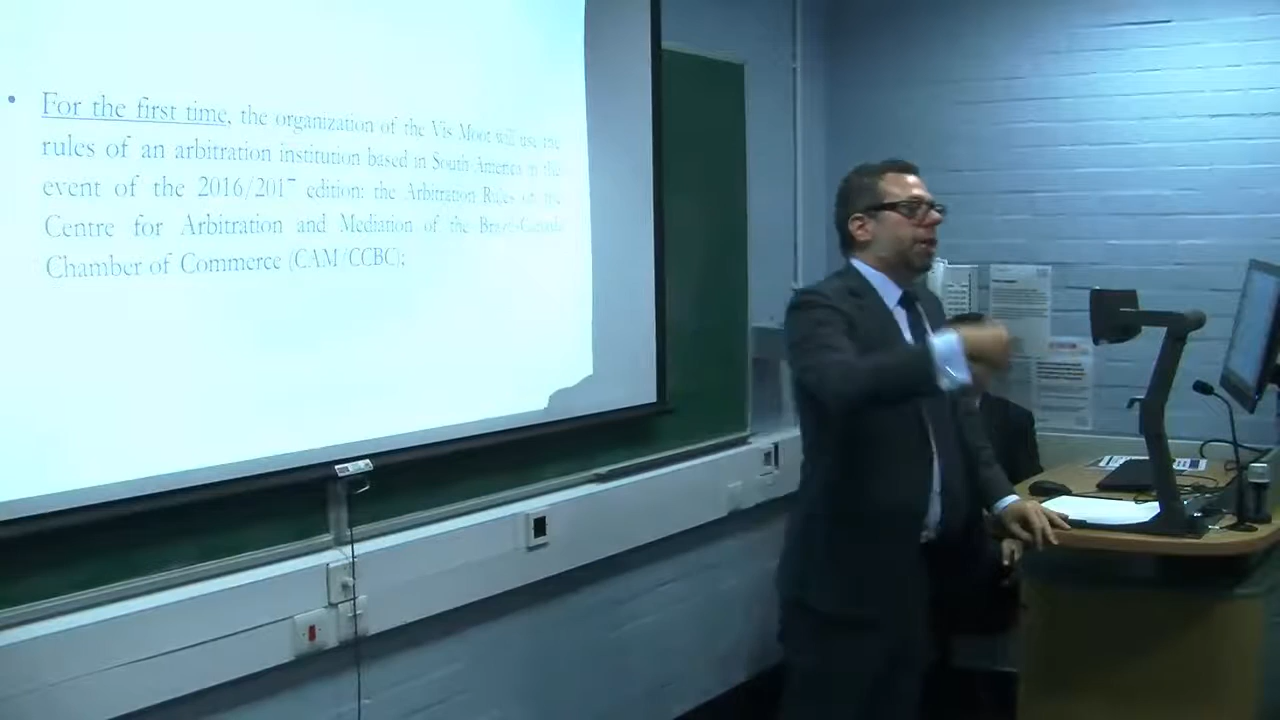 • For the first time, the organization of the Vis Moot will use the
rules of an arbitration institution based in South America in the
event of the 2016/2017 edition: the Arbitration Rules of the
Centre for Arbitration and Mediation of the Brazil-Canada
Chamber of Commerce (CAM/CCBC);